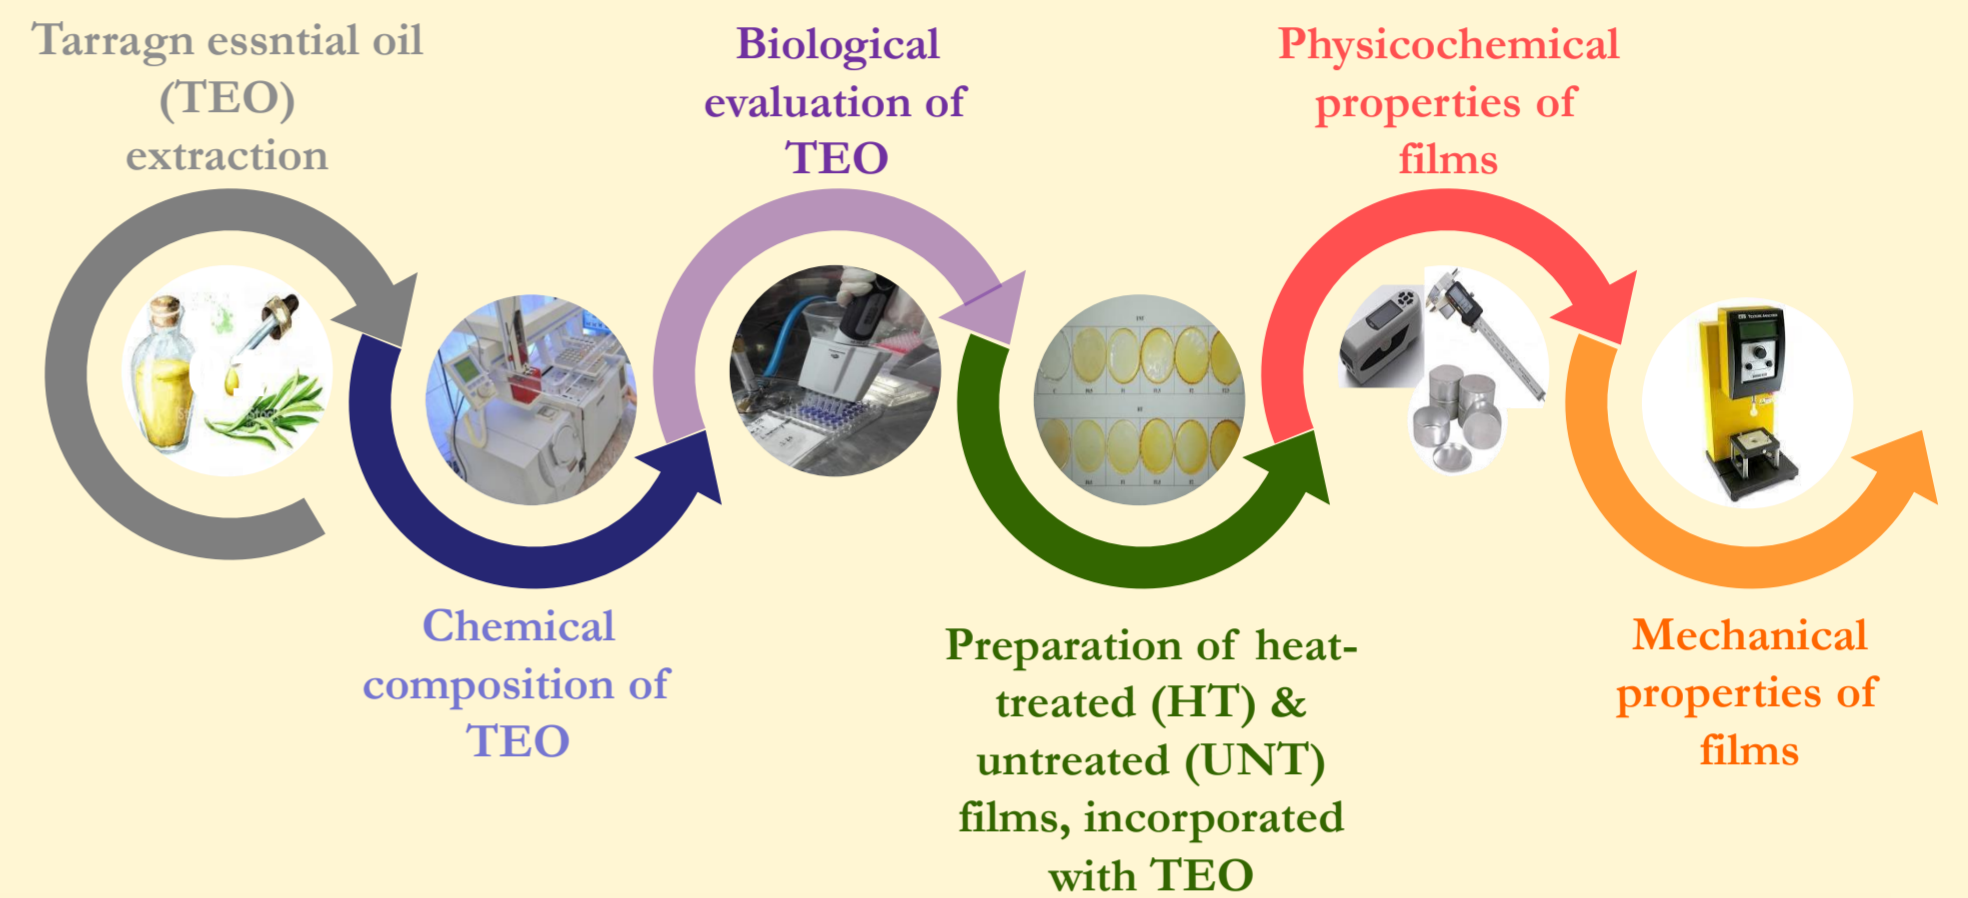 Tarragn essntial oil
(TEO)
extraction
Chemical
composition of
TEO
Biological
evaluation of
TEO
Preparation of heat-
treated (HT) &
untreated (UNT)
films, incorporated
with TEO
Physicochemical
properties of
films
Mechanical
properties of
films